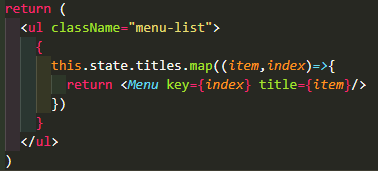 return (
<ul className="menu-list">
{
this.state.titles.map((item,index)=>{
return <Menu key={index} title={item}/>
})
}
</ul>
)